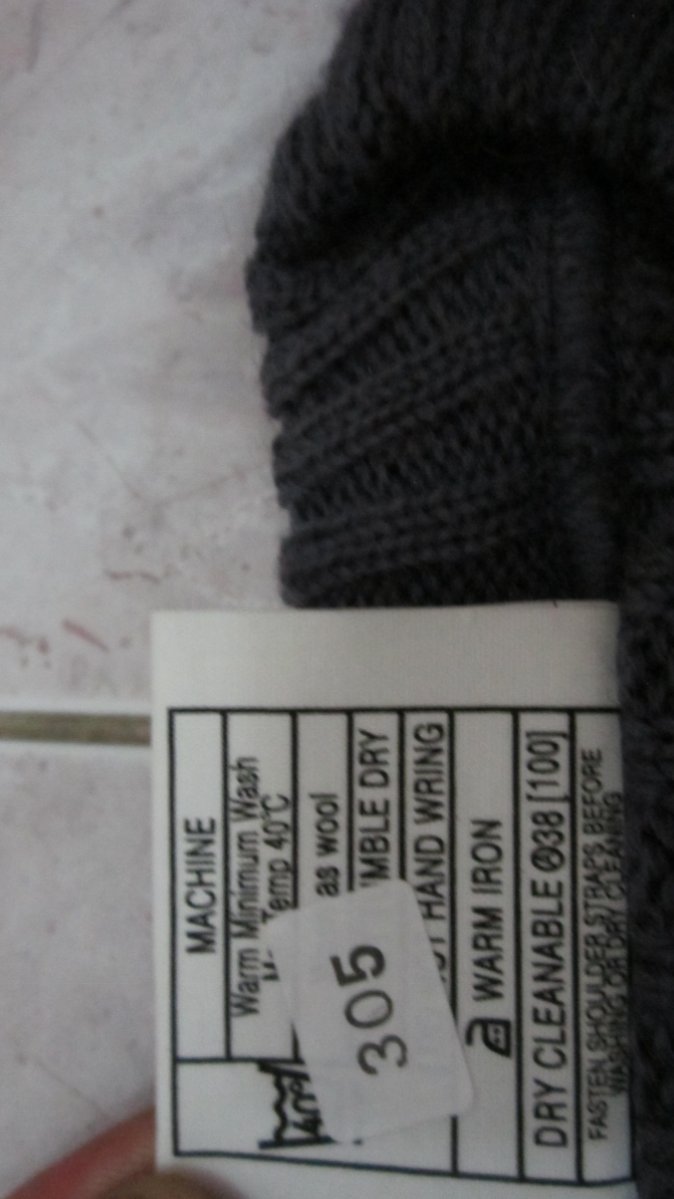 MACHINE
Warm Minimum Wash
Temp 40°C
as wool
MBLE DRY
HAND WRING
WARM IRON
DRY CLEANABLE Ⓐ38 [100]
FASTEN SHOULDER STRAPS BEFORE
WASHING OR DRY CLEANING
305